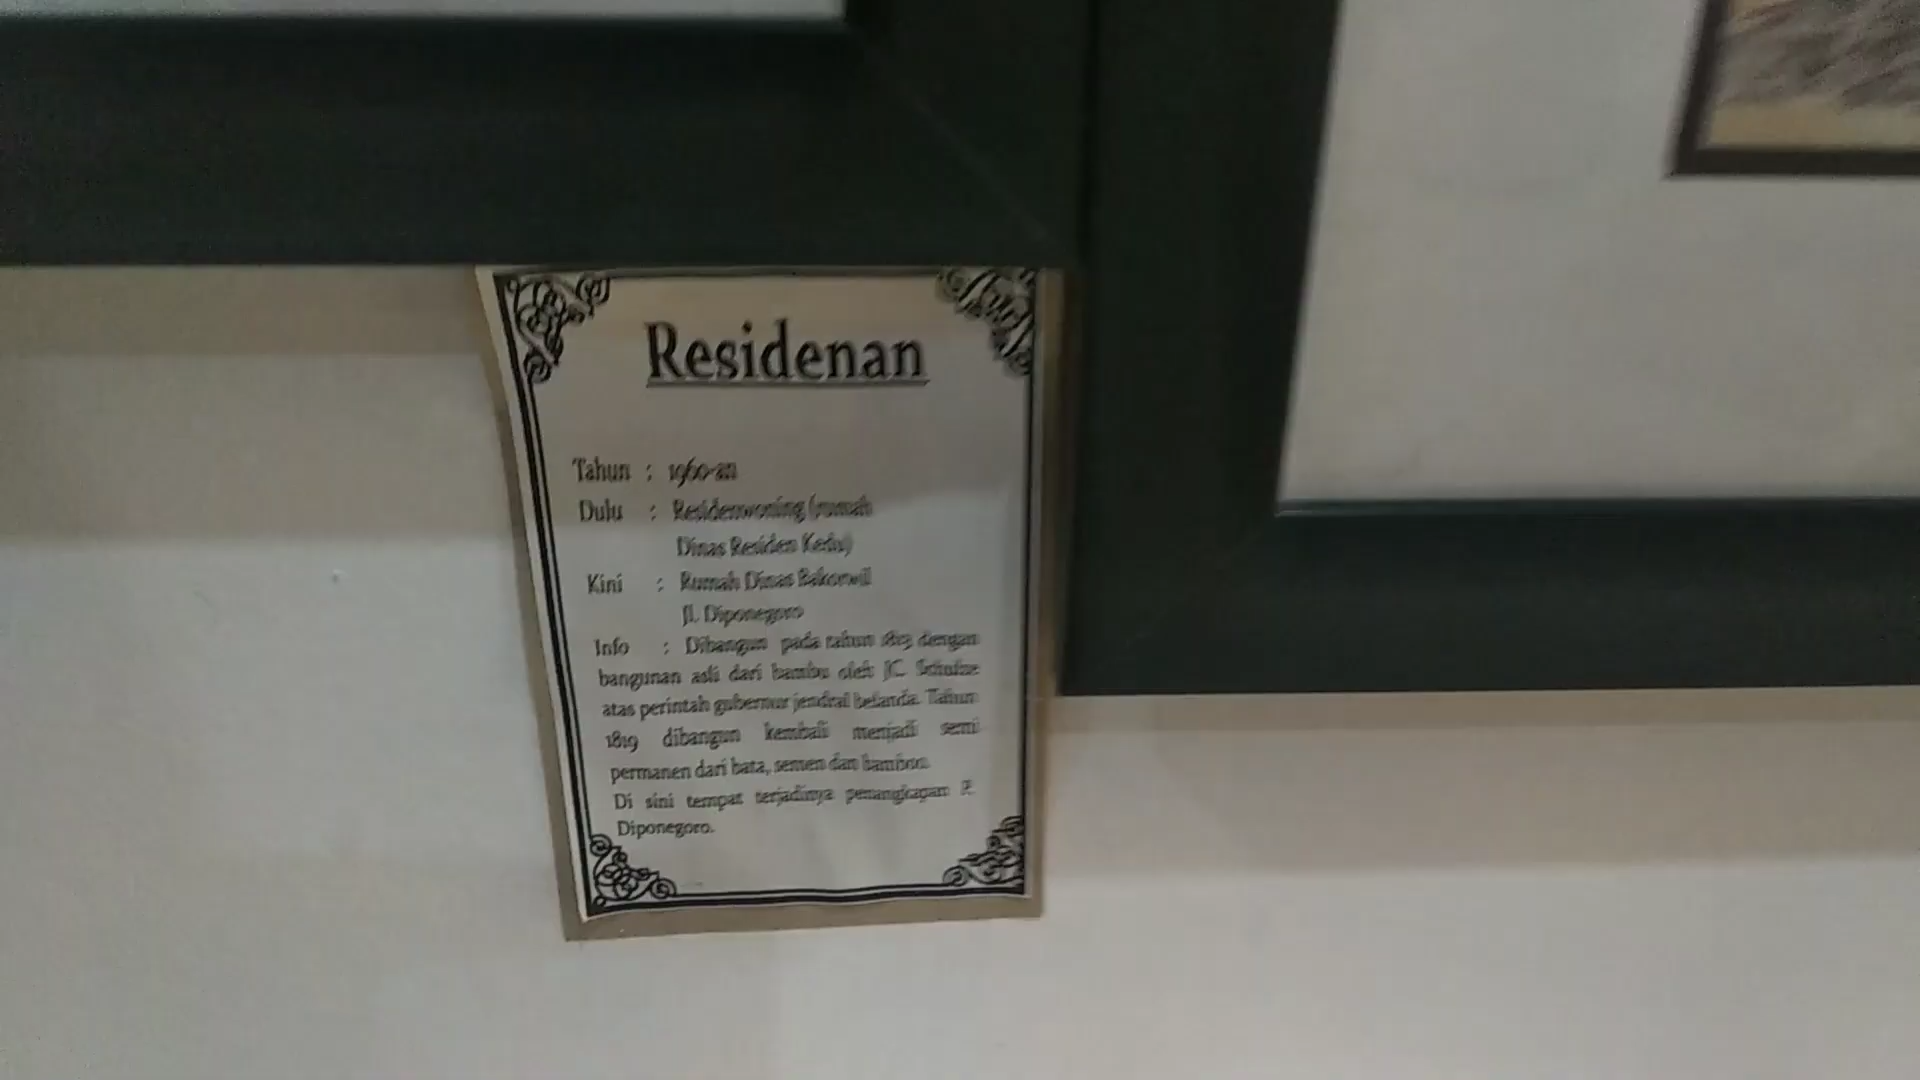 Residenan
Tahun : 1960-an
Dulu : Residenwoning (rumah
Dinas Residen Kedu)
Kini : Rumah Dinas Bakorwil
Jl. Diponegoro
Info : Dibangun pada tahun dengan
bangunan asli dari bambu oleh JC. Schulze
atas perintah gubernur jendral belanda. Tahun
1819 dibangun kembali menjadi semi
permanen dari bata, semen dan
Di sini tempat terjadinya penangkapan P.
Diponegoro.